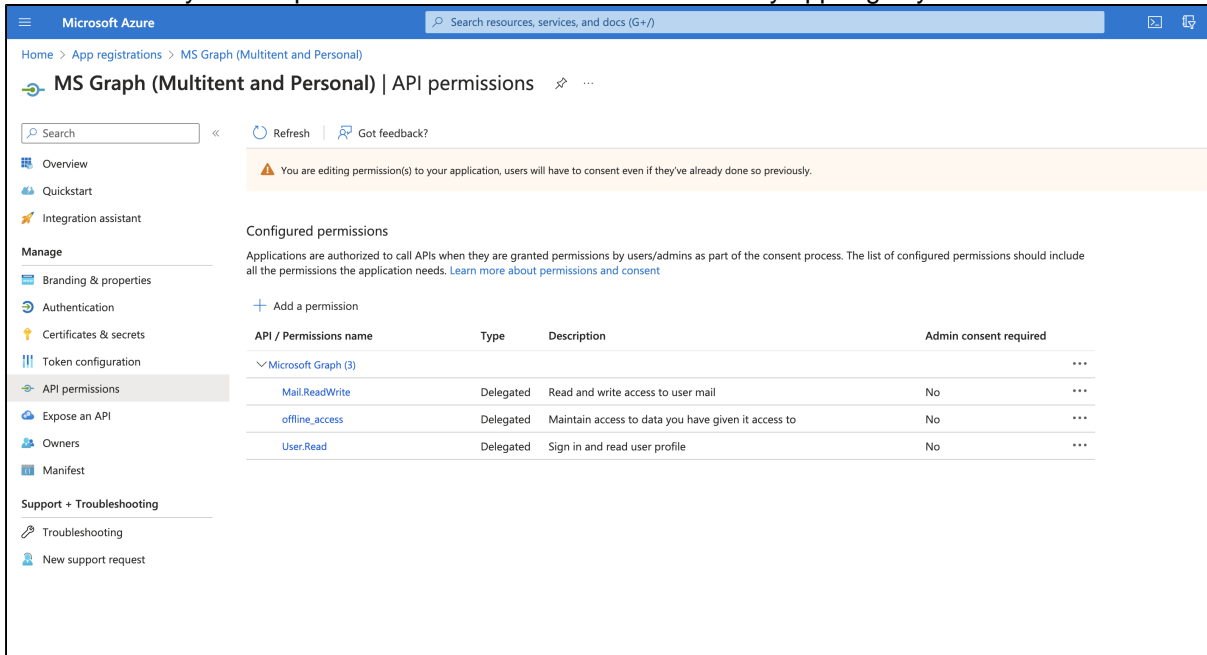 Microsoft Azure
Search resources, services, and docs (G+/)
Home > App registrations > MS Graph (Multitent and Personal)
MS Graph (Multitent and Personal) | API permissions
Search
Refresh
Got feedback?
Overview
You are editing permission(s) to your application, users will have to consent even if they've already done so previously.
Quickstart
Integration assistant
Configured permissions
Manage
Applications are authorized to call APIs when they are granted permissions by users/admins as part of the consent process. The list of configured permissions should include
all the permissions the application needs. Learn more about permissions and consent
Branding & properties
Authentication
Add a permission
Certificates & secrets
API / Permissions name Type Description Admin consent required
Token configuration
Microsoft Graph (3)
API permissions
Mail.ReadWrite Delegated Read and write access to user mail No
Expose an API
offline_access Delegated Maintain access to data you have given it access to No
Owners
User.Read Delegated Sign in and read user profile No
Manifest
Support + Troubleshooting
Troubleshooting
New support request